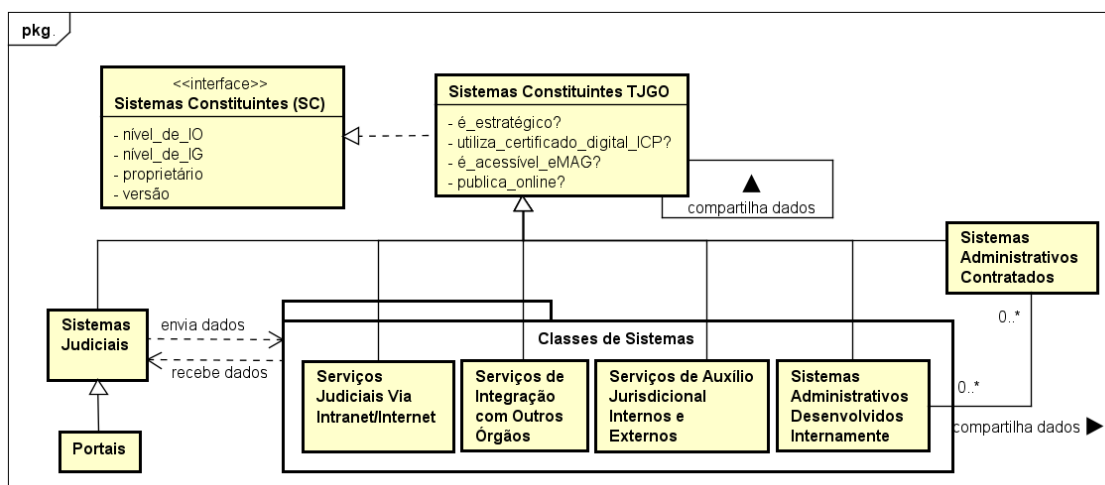 pkg.
<<interface>>
Sistemas Constituintes (SC)
- nível_de_IO
- nível_de_IG
- proprietário
- versão
Sistemas Constituintes TJGO
- é_estratégico?
- utiliza_certificado_digital_ICP?
- é_acessível_eMAG?
- publica_online?
compartilha dados
Sistemas
Administrativos
Contratados
0..*
Sistemas
Judiciais
envia dados
recebe dados
Portais
Classes de Sistemas
Serviços
Judiciais Via
Intranet/Internet
Serviços de
Integração
com Outros
Órgãos
Serviços de Auxílio
Jurisdicional
Internos e
Externos
Sistemas
Administrativos
Desenvolvidos
Internamente
0..*
compartilha dados